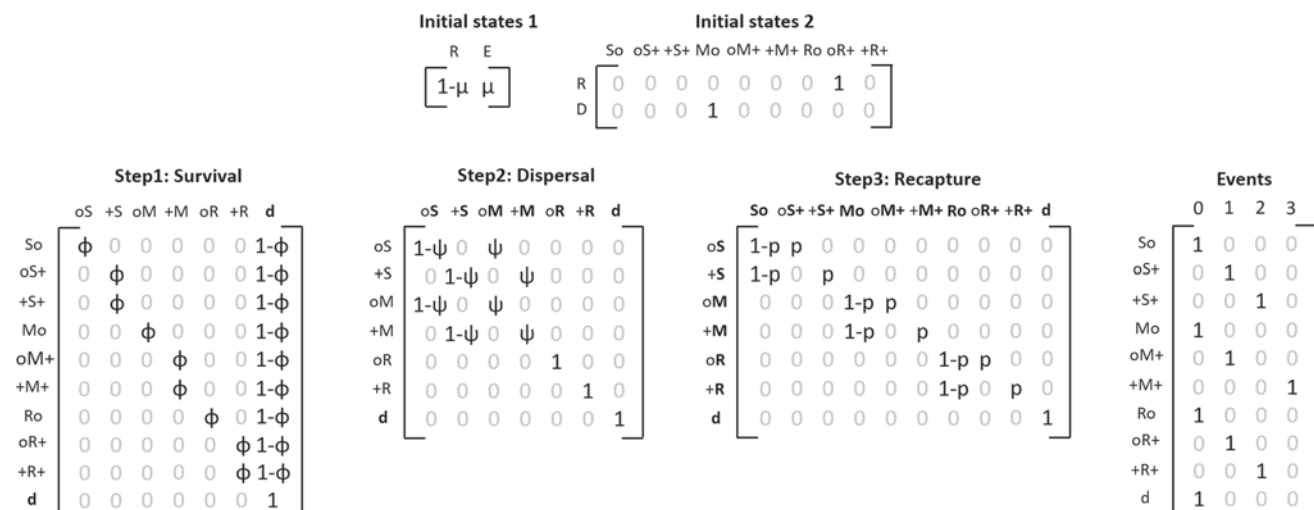 Initial states 1
R E
1-μ μ
Initial states 2
So oS+ +S+ Mo oM+ +M+ Ro oR+ +R+
R 0 0 0 0 0 0 0 1 0
D 0 0 0 1 0 0 0 0 0
Step1: Survival
oS +S oM +M oR +R d
So ϕ 0 0 0 0 0 1-ϕ
oS+ 0 ϕ 0 0 0 0 1-ϕ
+S+ 0 ϕ 0 0 0 0 1-ϕ
Mo 0 0 ϕ 0 0 0 1-ϕ
oM+ 0 0 0 ϕ 0 0 1-ϕ
+M+ 0 0 0 ϕ 0 0 1-ϕ
Ro 0 0 0 0 ϕ 0 1-ϕ
oR+ 0 0 0 0 0 ϕ 1-ϕ
+R+ 0 0 0 0 0 ϕ 1-ϕ
d 0 0 0 0 0 0 1
Step2: Dispersal
oS +S oM +M oR +R d
oS 1-ψ 0 ψ 0 0 0 0
+S 0 1-ψ 0 ψ 0 0 0
oM 1-ψ 0 ψ 0 0 0 0
+M 0 1-ψ 0 ψ 0 0 0
oR 0 0 0 0 1 0 0
+R 0 0 0 0 0 1 0
d 0 0 0 0 0 0 1
Step3: Recapture
So oS+ +S+ Mo oM+ +M+ Ro oR+ +R+ d
oS 1-p p 0 0 0 0 0 0 0 0
+S 1-p 0 p 0 0 0 0 0 0 0
oM 0 0 0 1-p p 0 0 0 0 0
+M 0 0 0 1-p 0 p 0 0 0 0
oR 0 0 0 0 0 0 1-p p 0 0
+R 0 0 0 0 0 0 1-p 0 p 0
d 0 0 0 0 0 0 0 0 0 1
Events
0 1 2 3
So 1 0 0 0
oS+ 0 1 0 0
+S+ 0 0 1 0
Mo 1 0 0 0
oM+ 0 1 0 0
+M+ 0 0 0 1
Ro 1 0 0 0
oR+ 0 1 0 0
+R+ 0 0 1 0
d 1 0 0 0